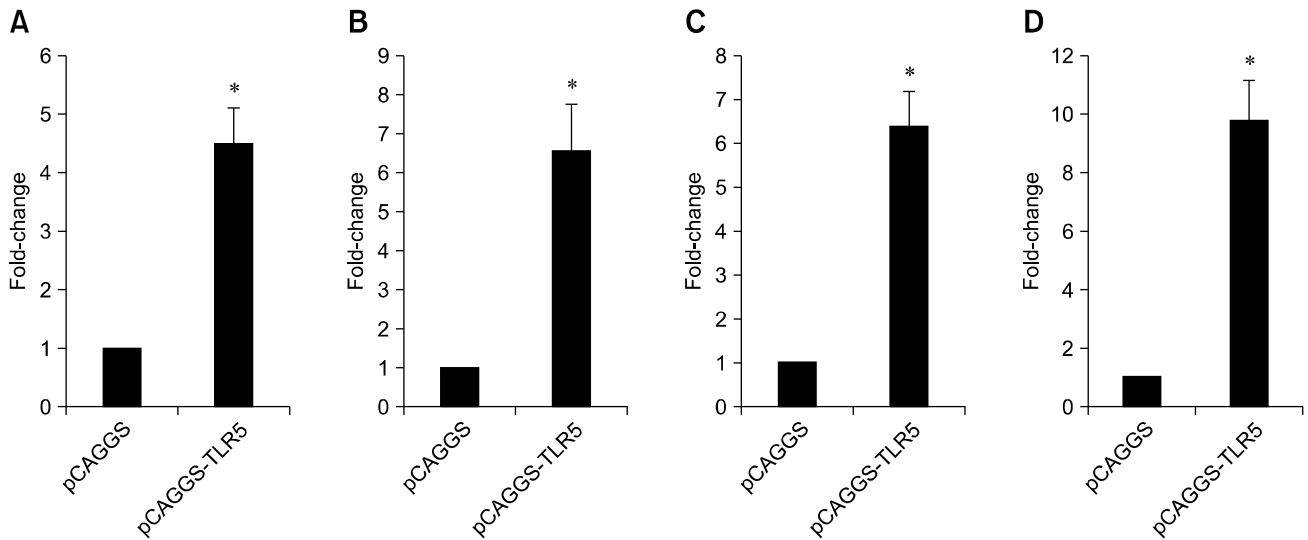 A
6
5
4
3
2
1
0
Fold-change
*
pCAGGS
pCAGGS-TLR5
B
9
8
7
6
5
4
3
2
1
0
Fold-change
*
pCAGGS
pCAGGS-TLR5
C
8
7
6
5
4
3
2
1
0
Fold-change
*
pCAGGS
pCAGGS-TLR5
D
12
10
8
6
4
2
0
Fold-change
*
pCAGGS
pCAGGS-TLR5